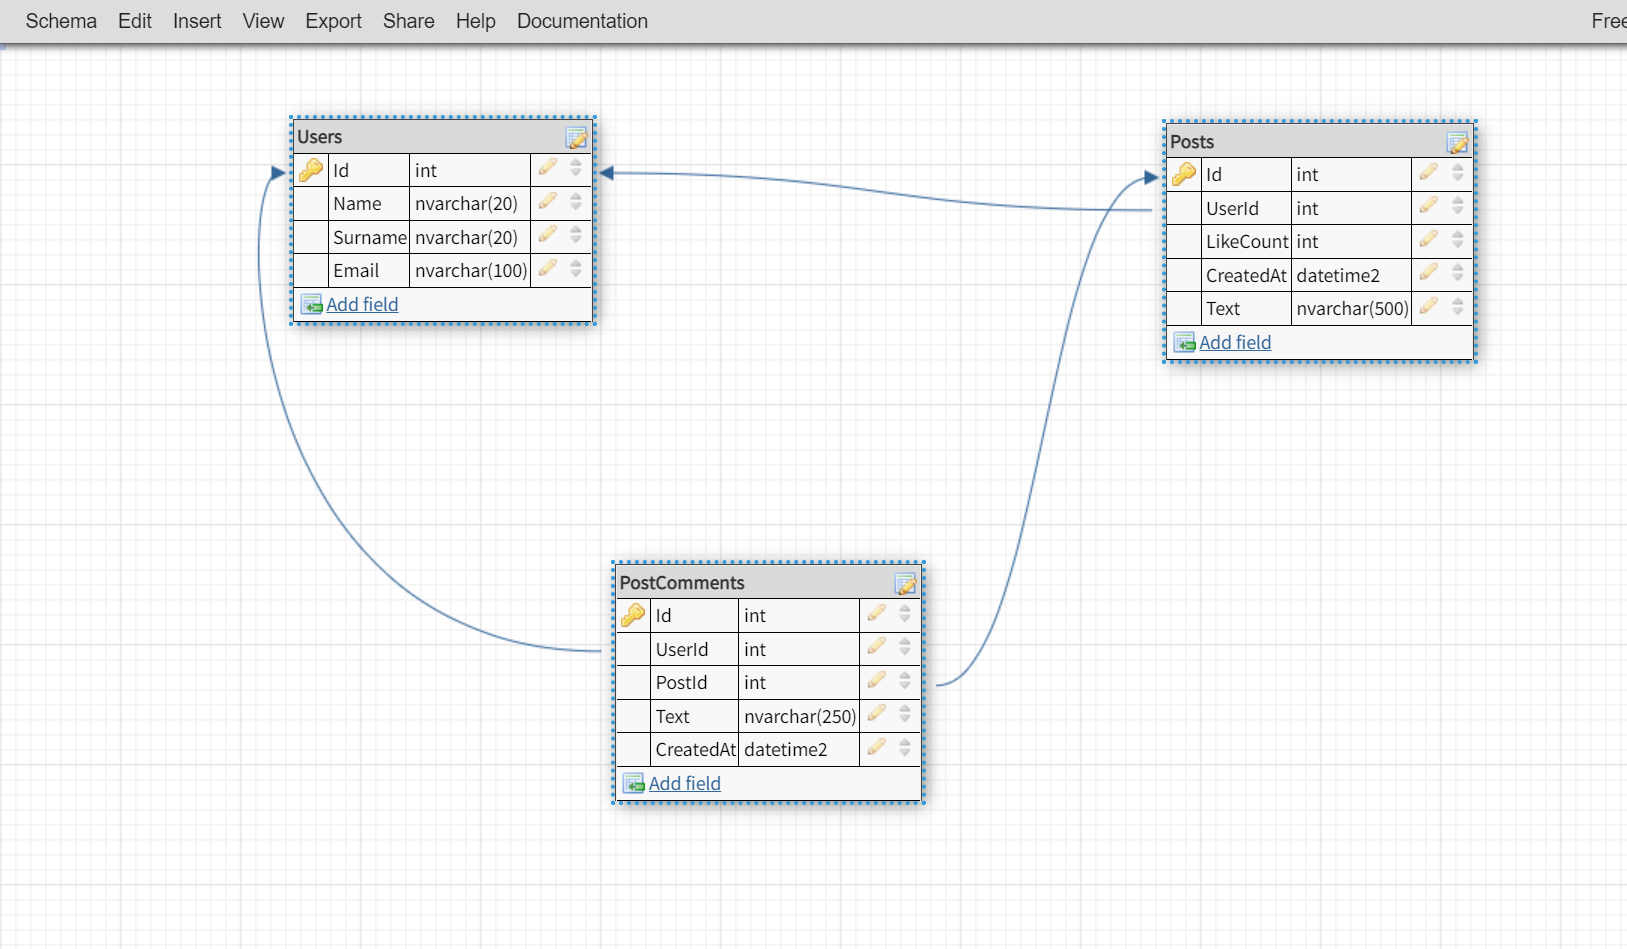 Schema Edit Insert View Export Share Help Documentation Free
Users
Id int
Name nvarchar(20)
Surname nvarchar(20)
Email nvarchar(100)
Add field
Posts
Id int
UserId int
LikeCount int
CreatedAt datetime2
Text nvarchar(500)
Add field
PostComments
Id int
UserId int
PostId int
Text nvarchar(250)
CreatedAt datetime2
Add field